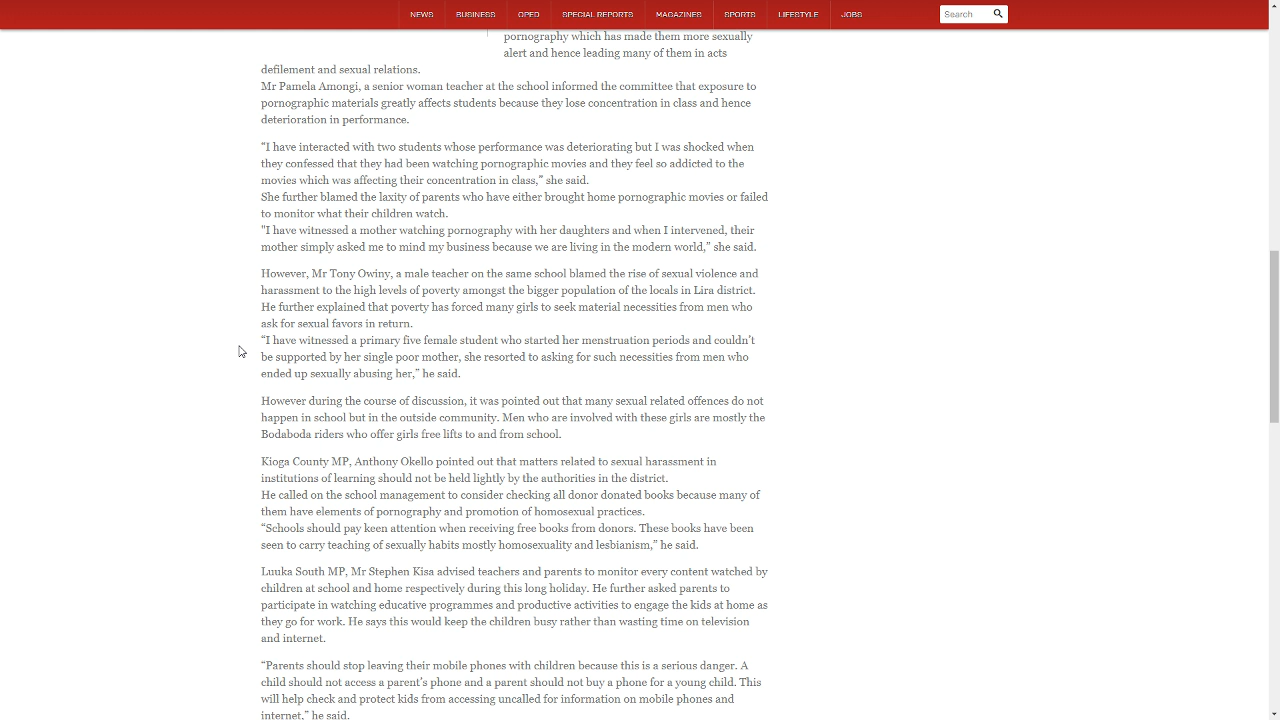 NEWS BUSINESS OPED SPECIAL REPORTS MAGAZINES SPORTS LIFESTYLE JOBS Search
pornography which has made them more sexually
alert and hence leading many of them in acts
defilement and sexual relations.
Mr Pamela Amongi, a senior woman teacher at the school informed the committee that exposure to
pornographic materials greatly affects students because they lose concentration in class and hence
deterioration in performance.
“I have interacted with two students whose performance was deteriorating but I was shocked when
they confessed that they had been watching pornographic movies and they feel so addicted to the
movies which was affecting their concentration in class,” she said.
She further blamed the laxity of parents who have either brought home pornographic movies or failed
to monitor what their children watch.
"I have witnessed a mother watching pornography with her daughters and when I intervened, their
mother simply asked me to mind my business because we are living in the modern world,” she said.
However, Mr Tony Owiny, a male teacher on the same school blamed the rise of sexual violence and
harassment to the high levels of poverty amongst the bigger population of the locals in Lira district.
He further explained that poverty has forced many girls to seek material necessities from men who
ask for sexual favors in return.
“I have witnessed a primary five female student who started her menstruation periods and couldn’t
be supported by her single poor mother, she resorted to asking for such necessities from men who
ended up sexually abusing her,” he said.
However during the course of discussion, it was pointed out that many sexual related offences do not
happen in school but in the outside community. Men who are involved with these girls are mostly the
Bodaboda riders who offer girls free lifts to and from school.
Kioga County MP, Anthony Okello pointed out that matters related to sexual harassment in
institutions of learning should not be held lightly by the authorities in the district.
He called on the school management to consider checking all donor donated books because many of
them have elements of pornography and promotion of homosexual practices.
“Schools should pay keen attention when receiving free books from donors. These books have been
seen to carry teaching of sexually habits mostly homosexuality and lesbianism,” he said.
Luuka South MP, Mr Stephen Kisa advised teachers and parents to monitor every content watched by
children at school and home respectively during this long holiday. He further asked parents to
participate in watching educative programmes and productive activities to engage the kids at home as
they go for work. He says this would keep the children busy rather than wasting time on television
and internet.
“Parents should stop leaving their mobile phones with children because this is a serious danger. A
child should not access a parent’s phone and a parent should not buy a phone for a young child. This
will help check and protect kids from accessing uncalled for information on mobile phones and
internet,” he said.